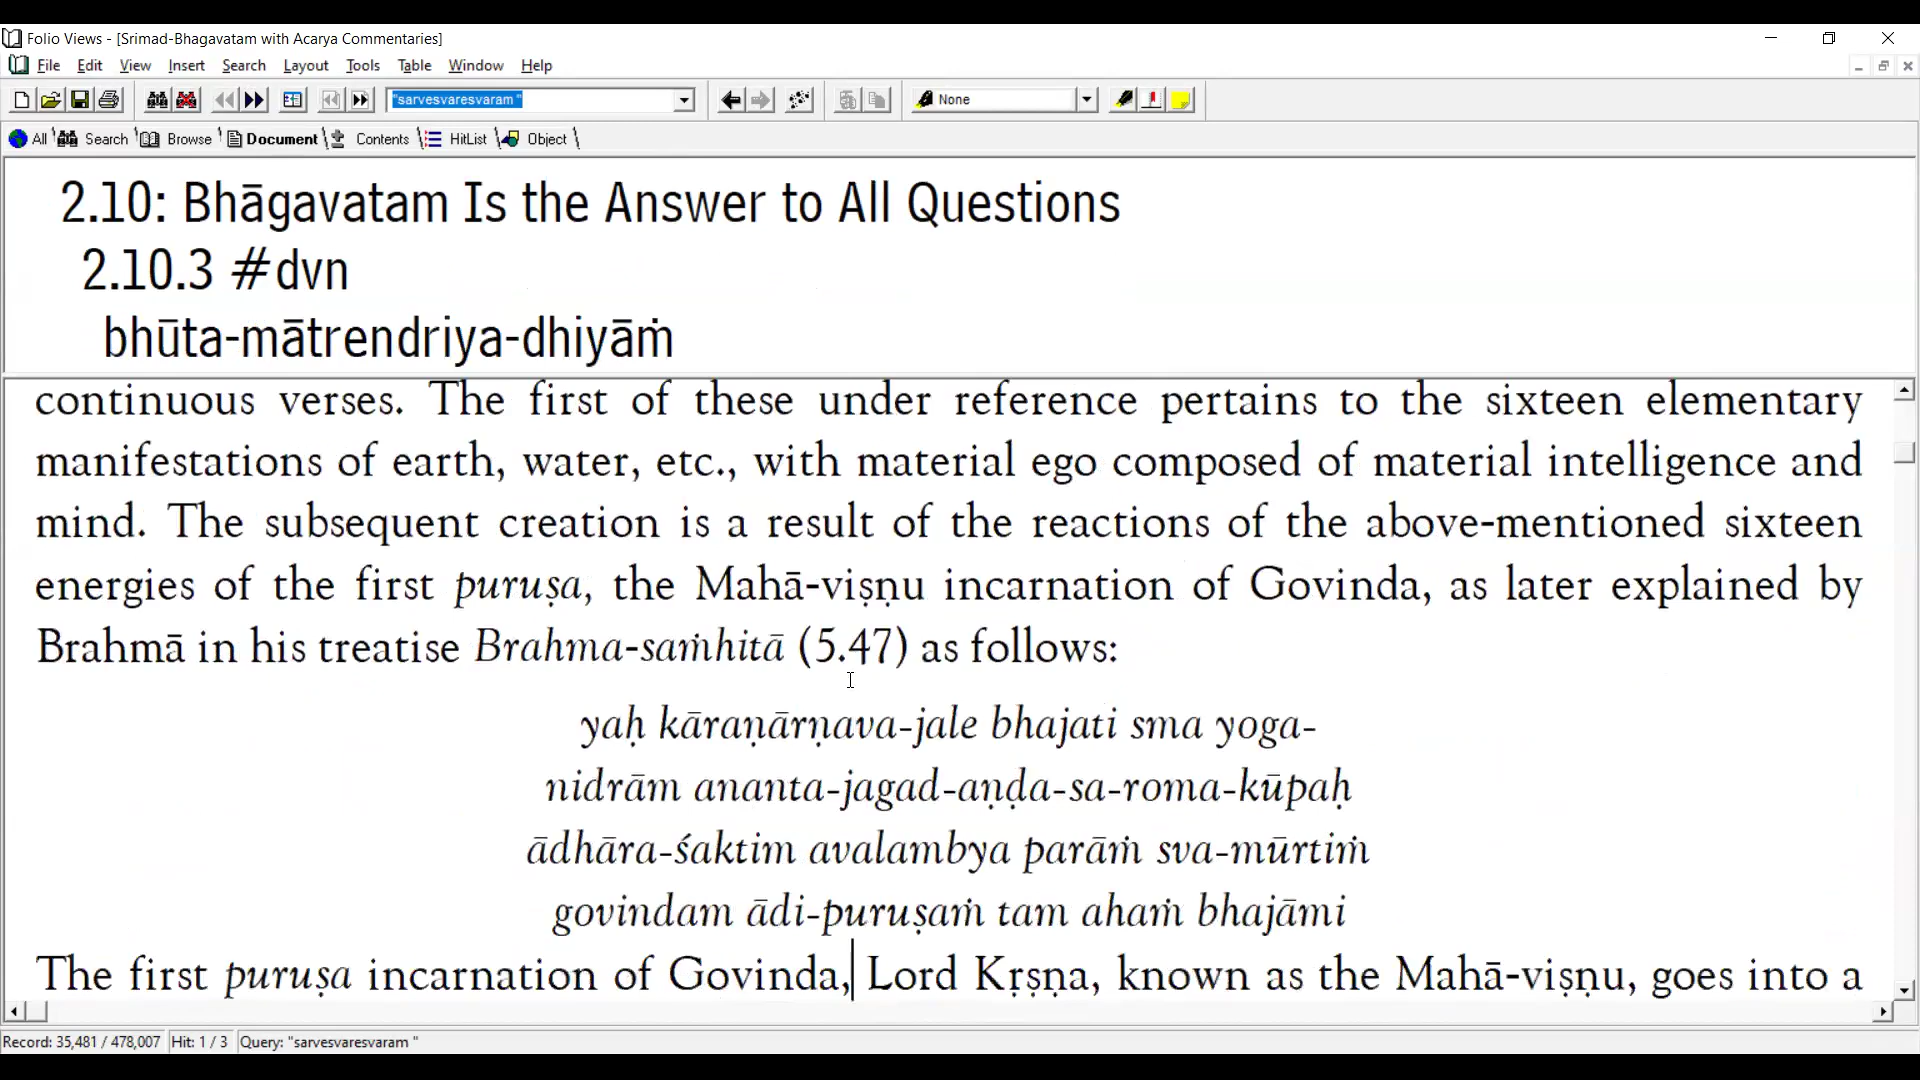 Folio Views - [Srimad-Bhagavatam with Acarya Commentaries]
File Edit View Insert Search Layout Tools Table Window Help
"sarvesvaresvaram " None
All Search Browse Document Contents HitList Object
2.10: Bhāgavatam Is the Answer to All Questions
2.10.3 #dvn
bhūta-mātrendriya-dhiyāṁ
continuous verses. The first of these under reference pertains to the sixteen elementary
manifestations of earth, water, etc., with material ego composed of material intelligence and
mind. The subsequent creation is a result of the reactions of the above-mentioned sixteen
energies of the first puruṣa, the Mahā-viṣṇu incarnation of Govinda, as later explained by
Brahmā in his treatise Brahma-saṁhitā (5.47) as follows:
yaḥ kāraṇārṇava-jale bhajati sma yoga-
nidrām ananta-jagad-aṇḍa-sa-roma-kūpaḥ
ādhāra-śaktim avalambya parāṁ sva-mūrtiṁ
govindam ādi-puruṣaṁ tam ahaṁ bhajāmi
The first puruṣa incarnation of Govinda, Lord Kṛṣṇa, known as the Mahā-viṣṇu, goes into a
Record: 35,481 / 478,007 Hit: 1 / 3 Query: "sarvesvaresvaram "